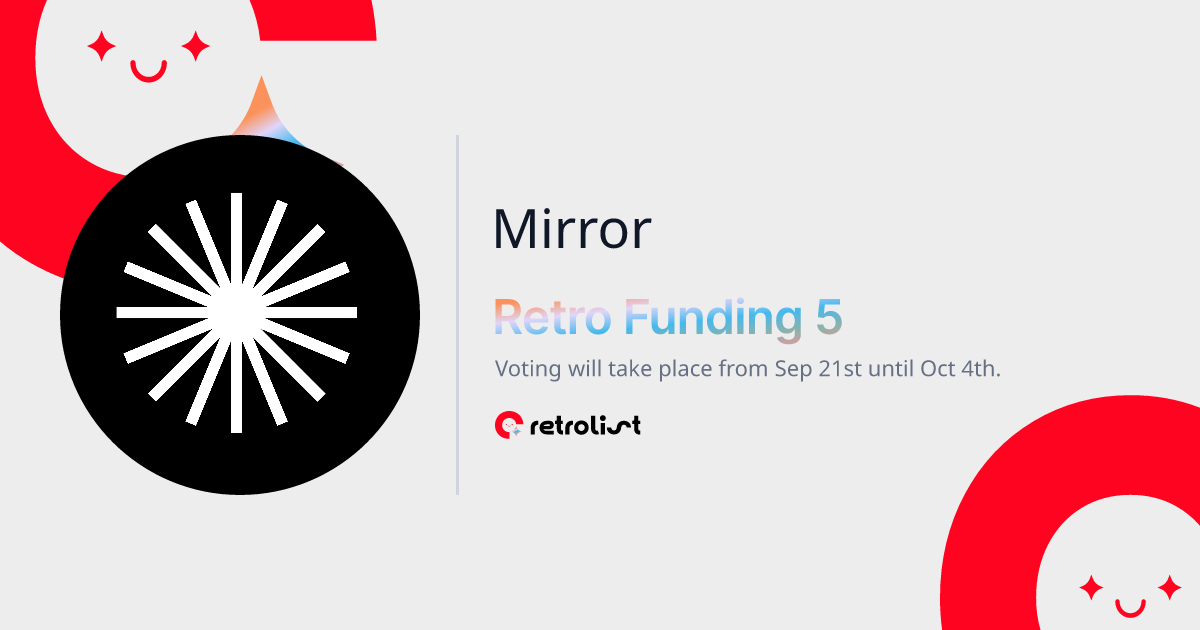 Mirror
Retro Funding 5
Voting will take place from Sep 21st until Oct 4th.
retrolist